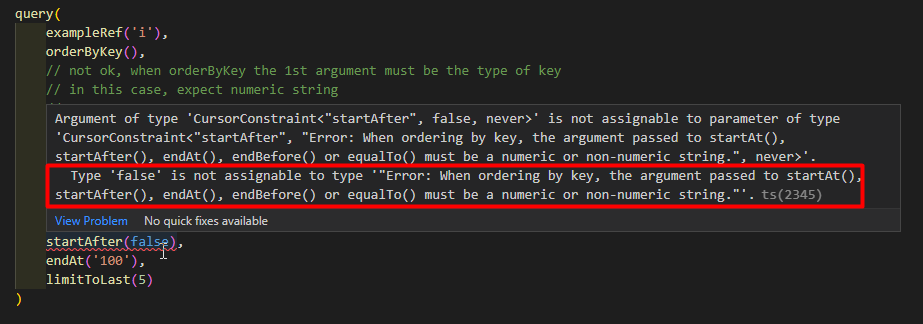 query(
exampleRef('i'),
orderByKey(),
// not ok, when orderByKey the 1st argument must be the type of key
// in this case, expect numeric string
Argument of type 'CursorConstraint<"startAfter", false, never>' is not assignable to parameter of type
'CursorConstraint<"startAfter", "Error: When ordering by key, the argument passed to startAt(),
startAfter(), endAt(), endBefore() or equalTo() must be a numeric or non-numeric string.", never>'.
Type 'false' is not assignable to type '"Error: When ordering by key, the argument passed to startAt(),
startAfter(), endAt(), endBefore() or equalTo() must be a numeric or non-numeric string."'. ts(2345)
View Problem No quick fixes available
startAfter(false),
endAt('100'),
limitToLast(5)
)